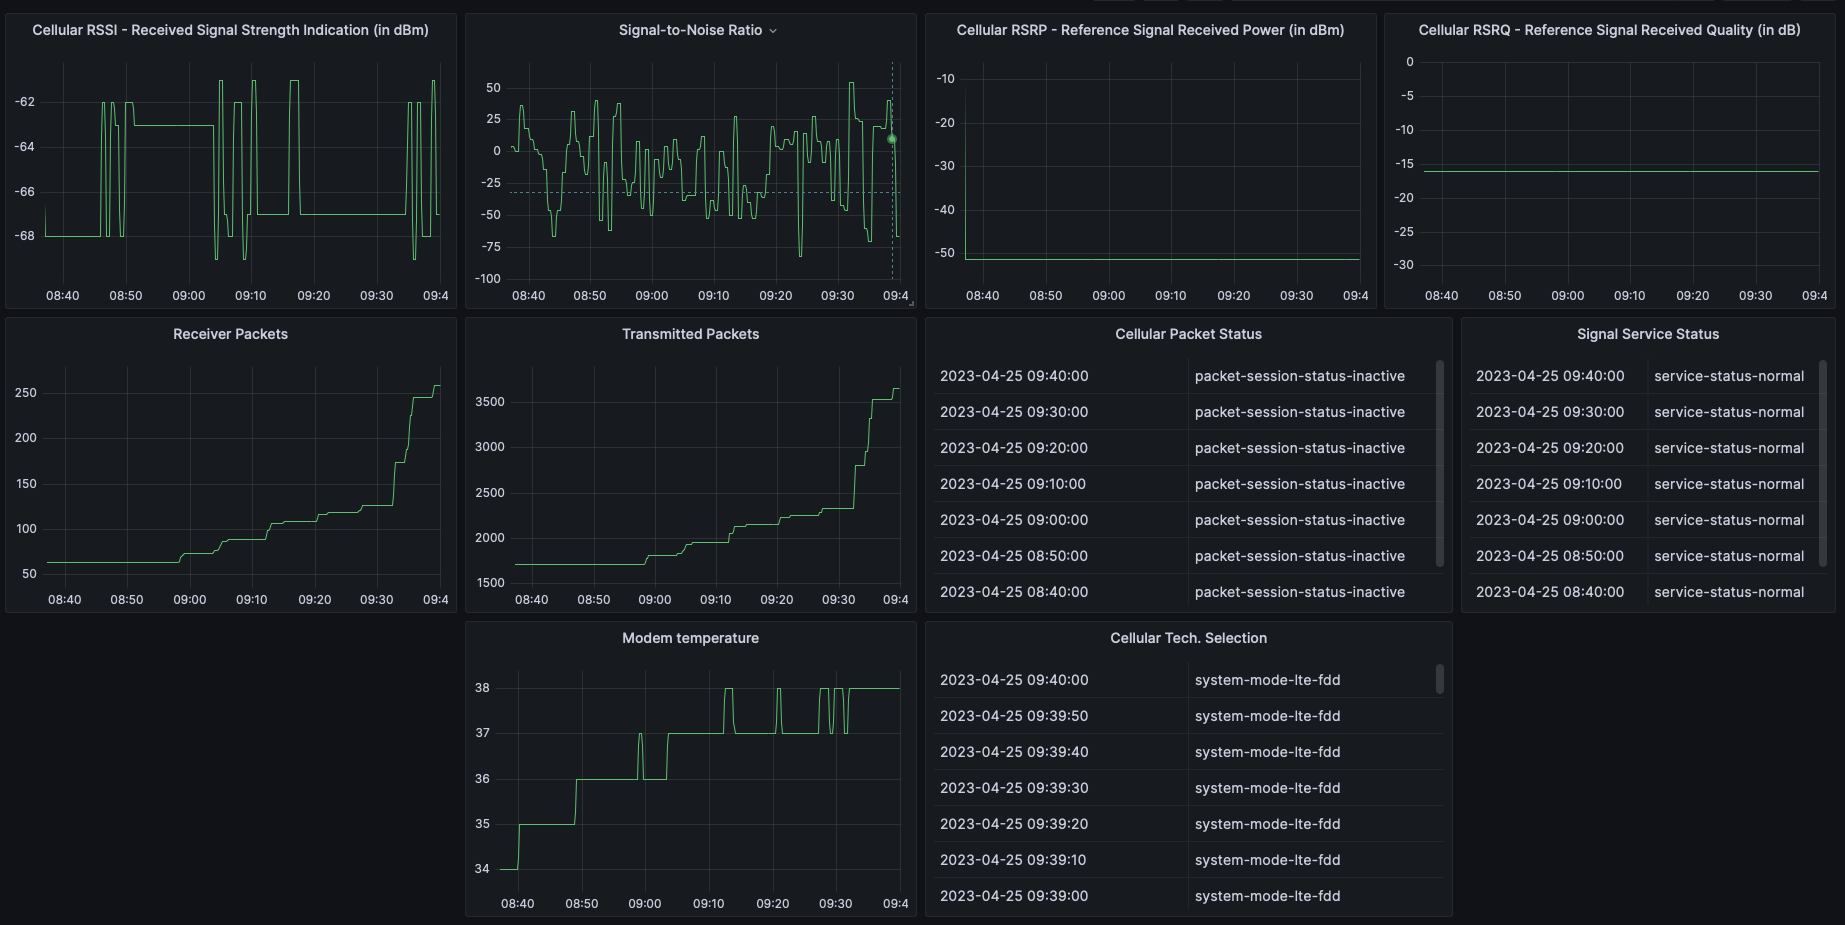 Cellular RSSI - Received Signal Strength Indication (in dBm)
-62
-64
-66
-68
08:40 08:50 09:00 09:10 09:20 09:30 09:4
Signal-to-Noise Ratio
50
25
0
-25
-50
-75
-100
08:40 08:50 09:00 09:10 09:20 09:30 09:4
Cellular RSRP - Reference Signal Received Power (in dBm)
-10
-20
-30
-40
-50
08:40 08:50 09:00 09:10 09:20 09:30 09:4
Cellular RSRQ - Reference Signal Received Quality (in dB)
0
-5
-10
-15
-20
-25
-30
08:40 08:50 09:00 09:10 09:20 09:30 09:4
Receiver Packets
250
200
150
100
50
08:40 08:50 09:00 09:10 09:20 09:30 09:4
Transmitted Packets
3500
3000
2500
2000
1500
08:40 08:50 09:00 09:10 09:20 09:30 09:4
Cellular Packet Status
2023-04-25 09:40:00 packet-session-status-inactive
2023-04-25 09:30:00 packet-session-status-inactive
2023-04-25 09:20:00 packet-session-status-inactive
2023-04-25 09:10:00 packet-session-status-inactive
2023-04-25 09:00:00 packet-session-status-inactive
2023-04-25 08:50:00 packet-session-status-inactive
2023-04-25 08:40:00 packet-session-status-inactive
Signal Service Status
2023-04-25 09:40:00 service-status-normal
2023-04-25 09:30:00 service-status-normal
2023-04-25 09:20:00 service-status-normal
2023-04-25 09:10:00 service-status-normal
2023-04-25 09:00:00 service-status-normal
2023-04-25 08:50:00 service-status-normal
2023-04-25 08:40:00 service-status-normal
Modem temperature
38
37
36
35
34
08:40 08:50 09:00 09:10 09:20 09:30 09:4
Cellular Tech. Selection
2023-04-25 09:40:00 system-mode-lte-fdd
2023-04-25 09:39:50 system-mode-lte-fdd
2023-04-25 09:39:40 system-mode-lte-fdd
2023-04-25 09:39:30 system-mode-lte-fdd
2023-04-25 09:39:20 system-mode-lte-fdd
2023-04-25 09:39:10 system-mode-lte-fdd
2023-04-25 09:39:00 system-mode-lte-fdd